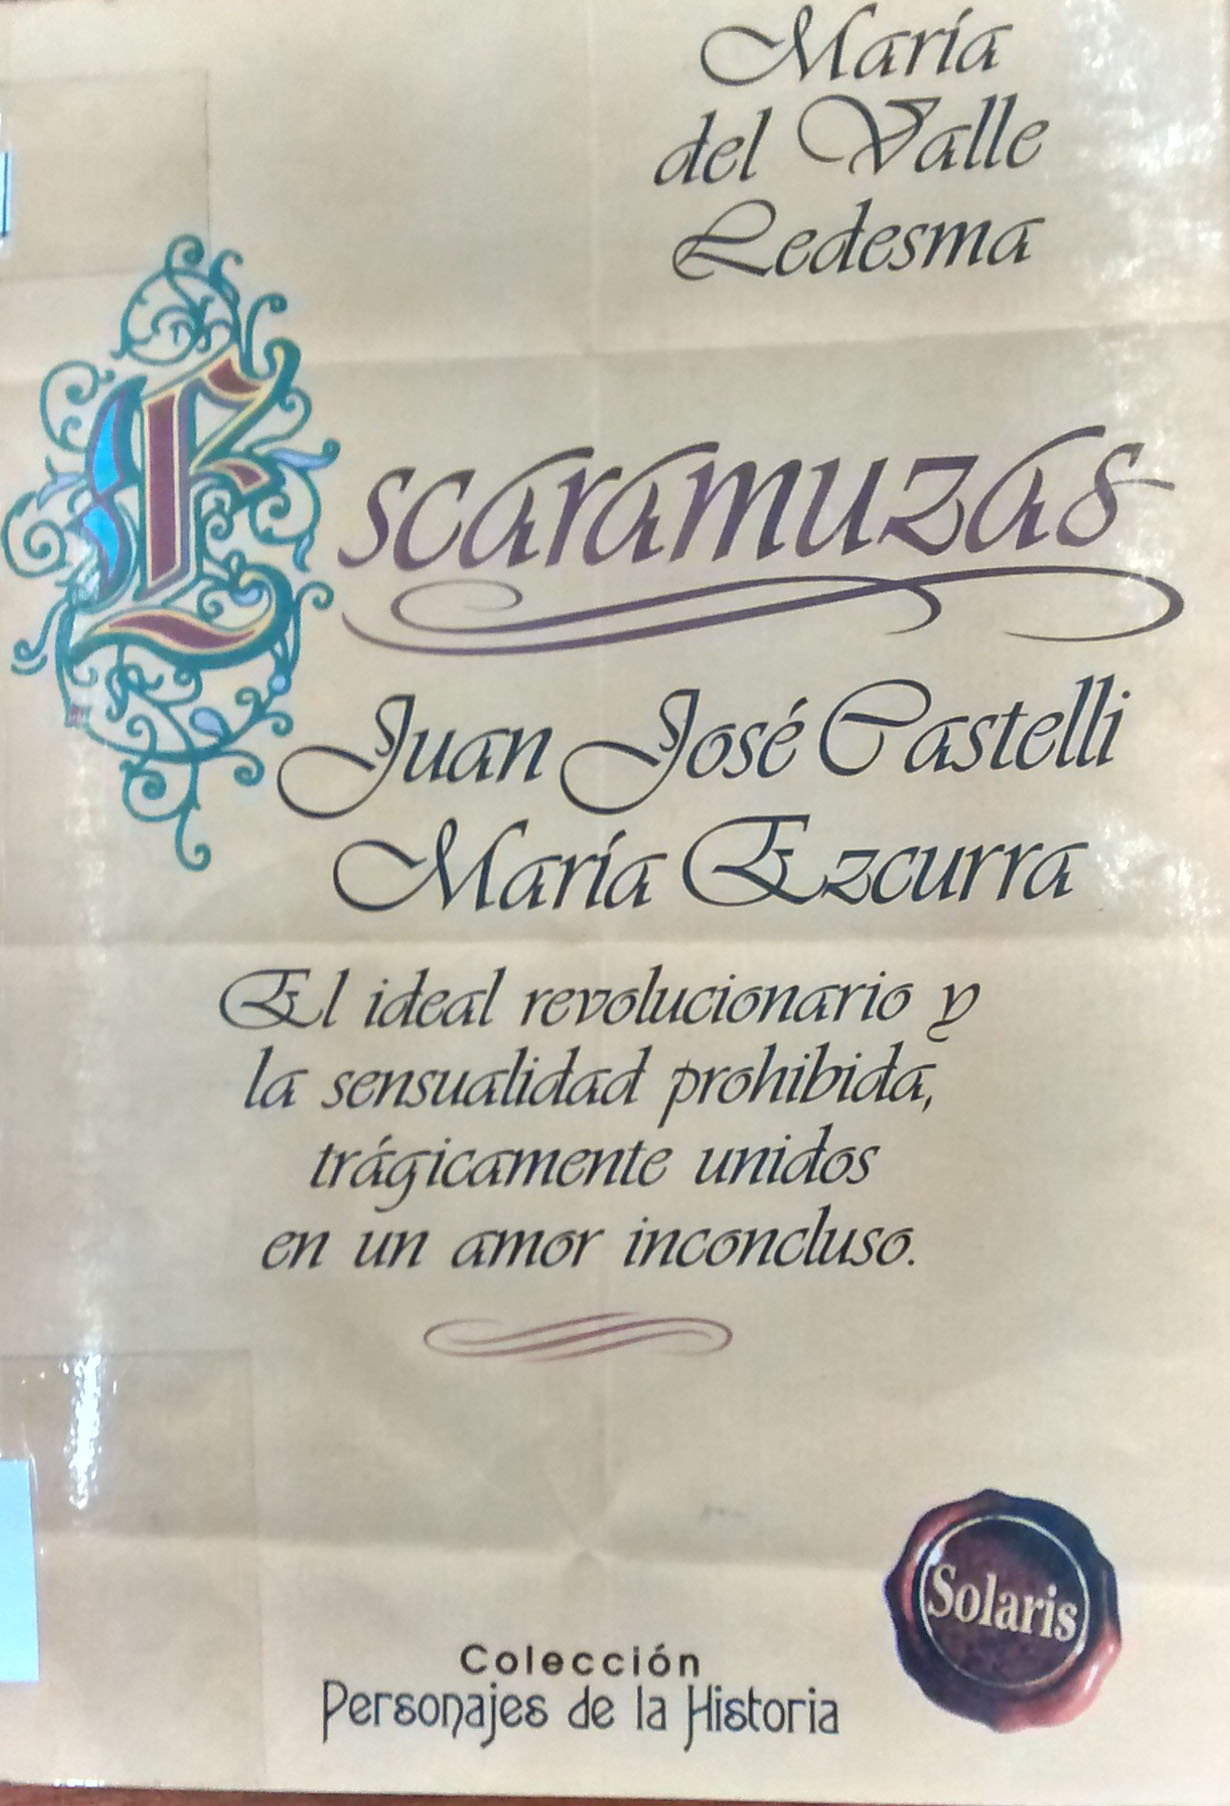 María
del Valle
Ledesma
Escaramuzas
Juan José Castelli
María Ezcurra
El ideal revolucionario y
la sensualidad prohibida,
trágicamente unidos
en un amor inconcluso.
Solaris
Colección
Personajes de la Historia